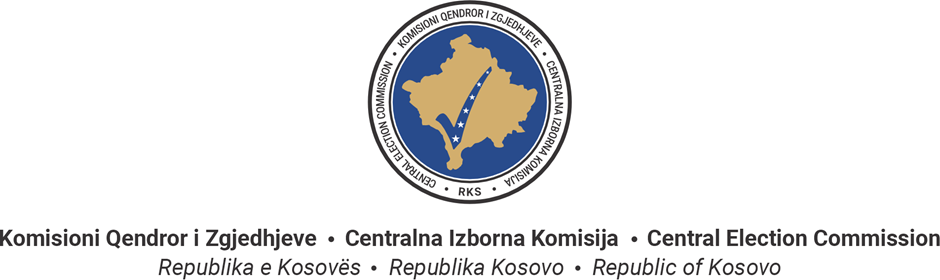 KOMISIONI QENDROR I ZGJEDHJEVE • CENTRALNA IZBORNA KOMISIJA • RKS • CENTRAL ELECTION COMMISSION •
Komisioni Qendror i Zgjedhjeve • Centralna Izborna Komisija • Central Election Commission
Republika e Kosovës • Republika Kosovo • Republic of Kosovo